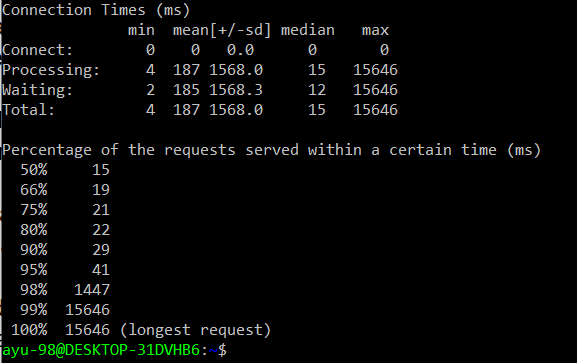 Connection Times (ms)
              min  mean[+/-sd] median   max
Connect:        0    0   0.0      0       0
Processing:     4  187 1568.0     15   15646
Waiting:        2  185 1568.3     12   15646
Total:          4  187 1568.0     15   15646

Percentage of the requests served within a certain time (ms)
  50%     15
  66%     19
  75%     21
  80%     22
  90%     29
  95%     41
  98%   1447
  99%  15646
 100%  15646 (longest request)
ayu-98@DESKTOP-31DVHB6:~$